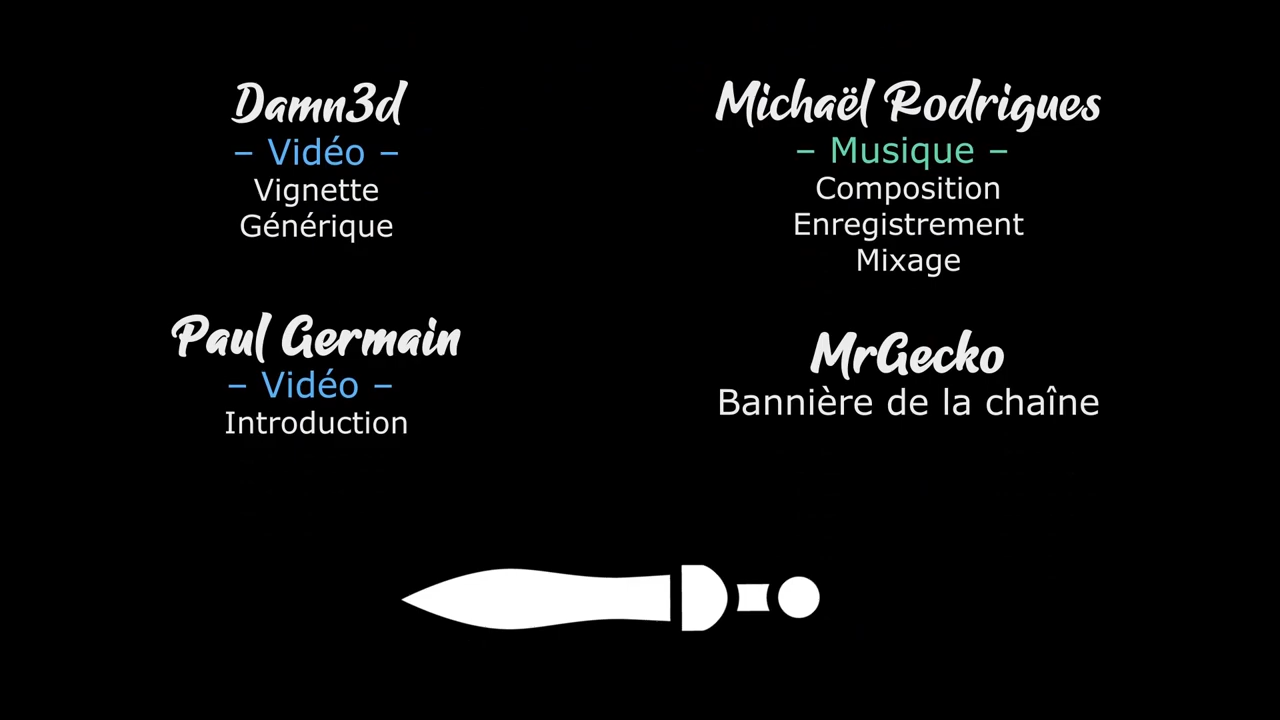 Damn3d
– Vidéo –
Vignette
Générique
Michaël Rodrigues
– Musique –
Composition
Enregistrement
Mixage
Paul Germain
– Vidéo –
Introduction
MrGecko
Bannière de la chaîne